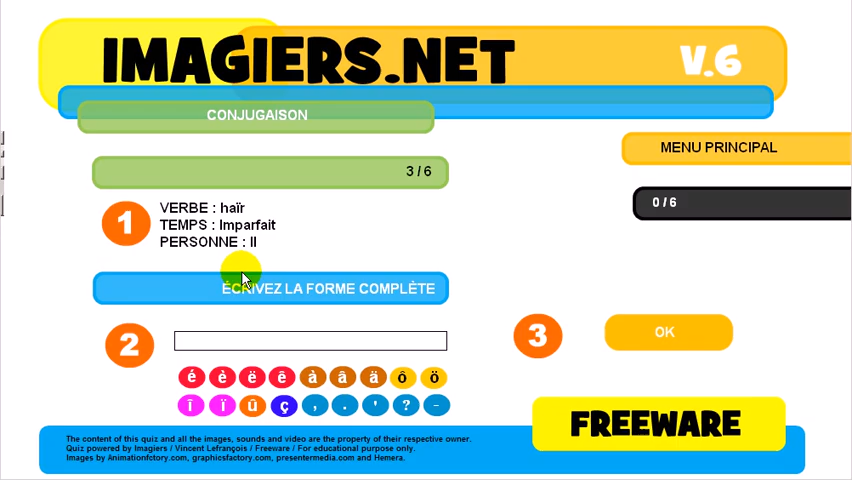 IMAGIERS.NET
V.6
CONJUGAISON
MENU PRINCIPAL
3 / 6
0 / 6
1
VERBE : haïr
TEMPS : Imparfait
PERSONNE : Il
ÉCRIVEZ LA FORME COMPLÈTE
2
3
OK
é è ë ê à â ä ô ö
î ï û ç , . ' ? -
FREEWARE
The content of this quiz and all the images, sounds and video are the property of their respective owner.
Quiz powered by Imagiers / Vincent Lefrançois / Freeware / For educational purpose only.
Images by Animationfctory.com, graphicsfactory.com, presentermedia.com and Hemera.